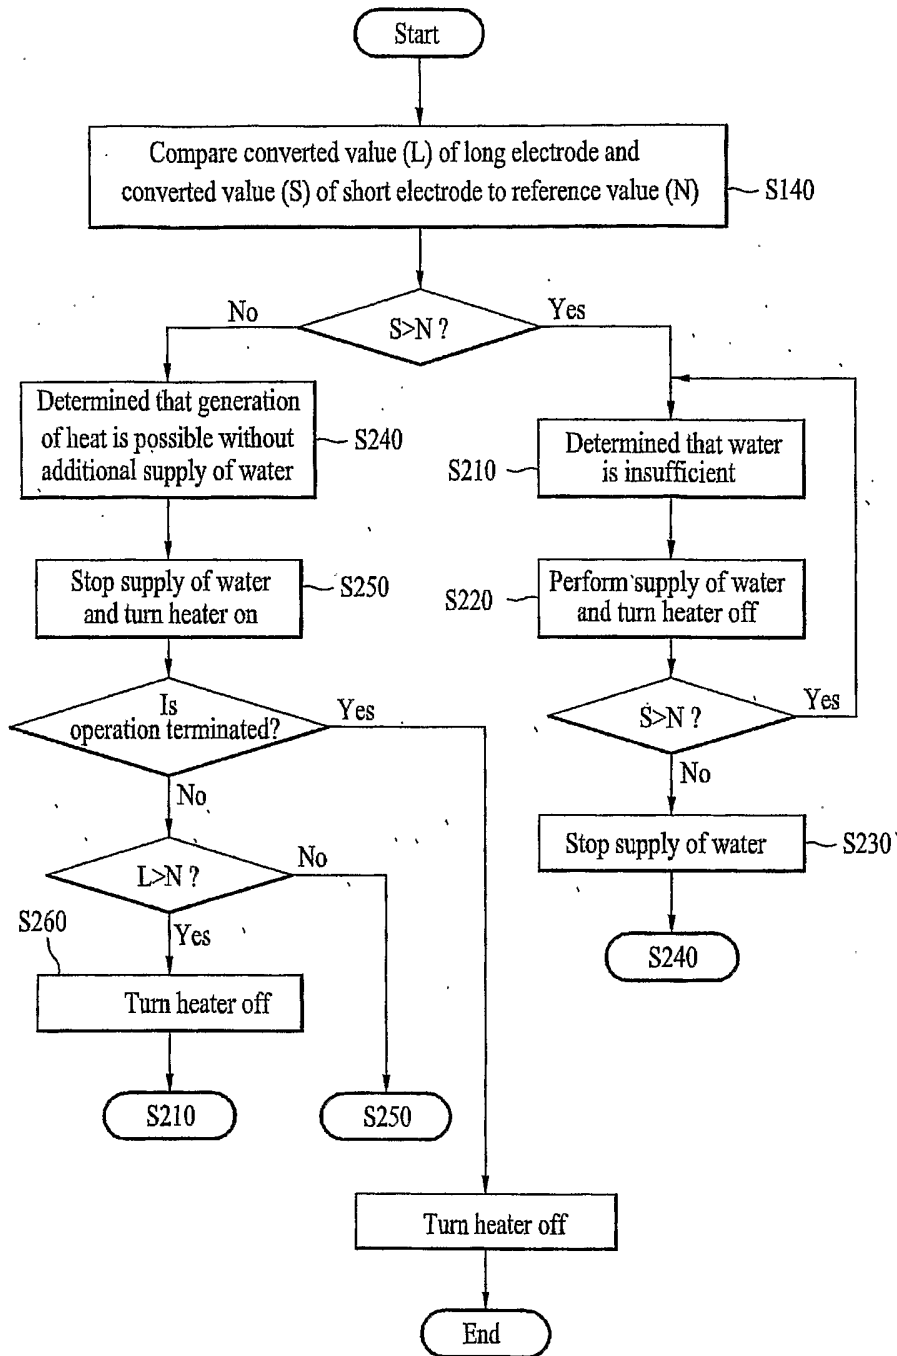 Start
Compare converted value (L) of long electrode and
converted value (S) of short electrode to reference value (N)
S140
S>N ?
No
Yes
Determined that generation
of heat is possible without
additional supply of water
S240
Determined that water
is insufficient
S210
Stop supply of water
and turn heater on
S250
Perform supply of water
and turn heater off
S220
Is
operation terminated?
Yes
No
S>N ?
Yes
No
L>N ?
No
Yes
Stop supply of water
S230
S260
Turn heater off
S240
S210
S250
Turn heater off
End